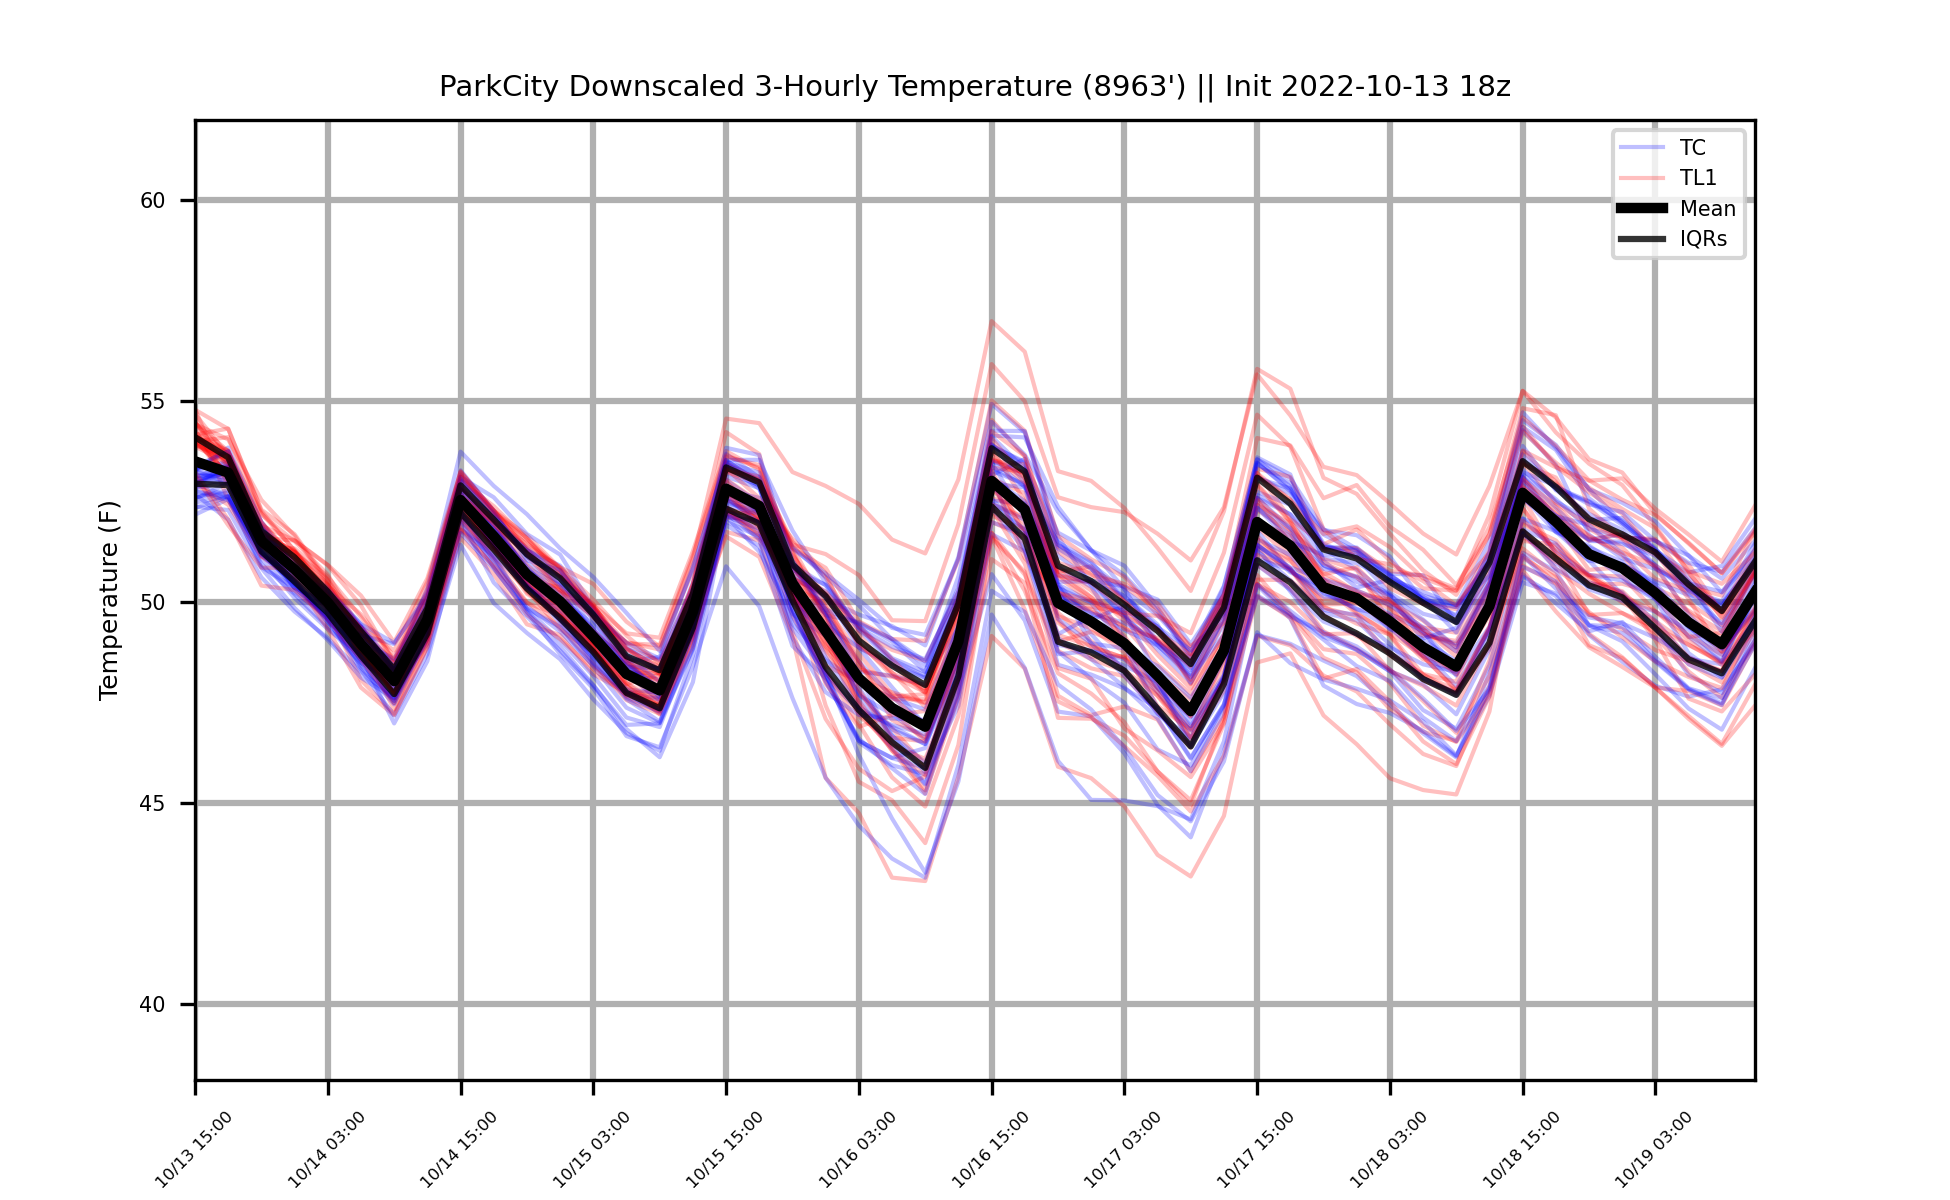 ParkCity Downscaled 3-Hourly Temperature (8963') || Init 2022-10-13 18z
TC
TL1
Mean
IQRs
Temperature (F)
60
55
50
45
40
10/13 15:00
10/14 03:00
10/14 15:00
10/15 03:00
10/15 15:00
10/16 03:00
10/16 15:00
10/17 03:00
10/17 15:00
10/18 03:00
10/18 15:00
10/19 03:00